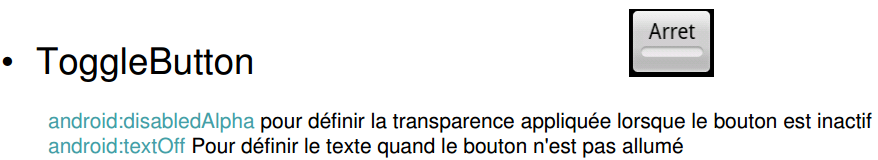 Arret
• ToggleButton
android:disabledAlpha pour définir la transparence appliquée lorsque le bouton est inactif
android:textOff Pour définir le texte quand le bouton n'est pas allumé